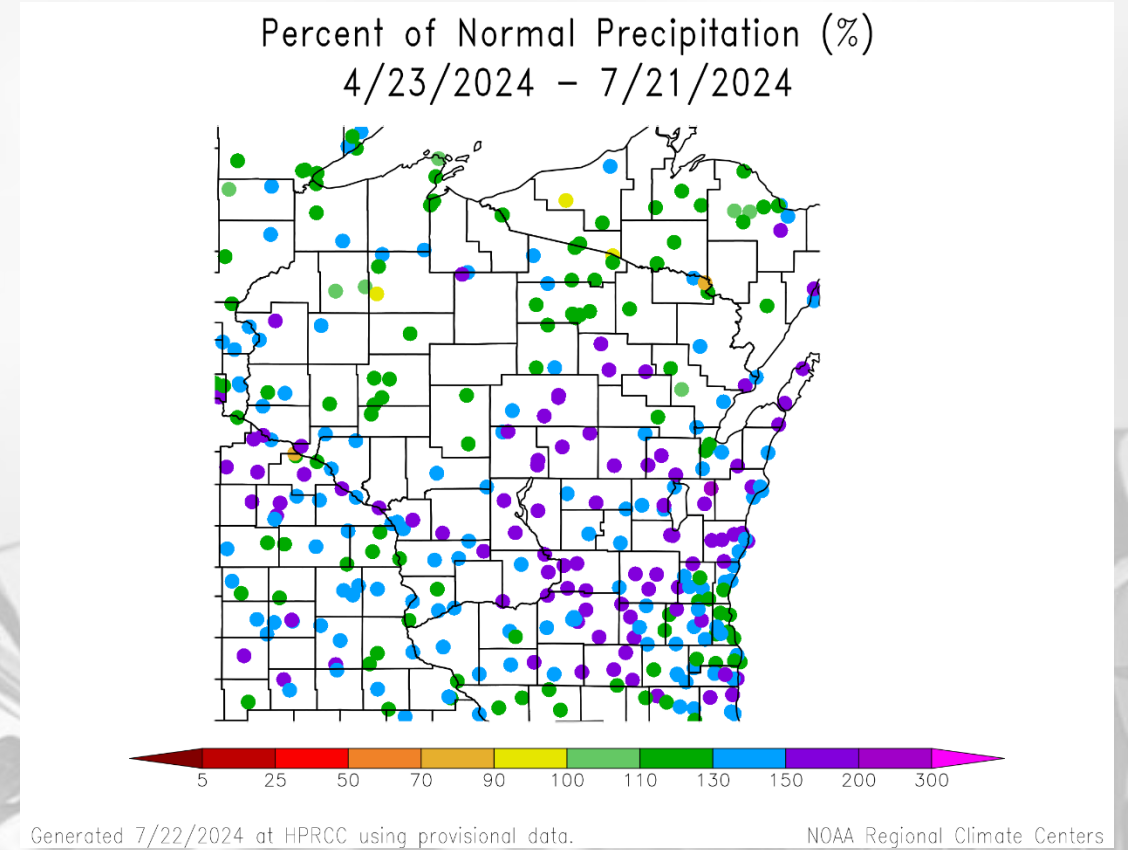 Percent of Normal Precipitation (%)
4/23/2024 – 7/21/2024
5 25 50 70 90 100 110 130 150 200 300
Generated 7/22/2024 at HPRCC using provisional data.
NOAA Regional Climate Centers